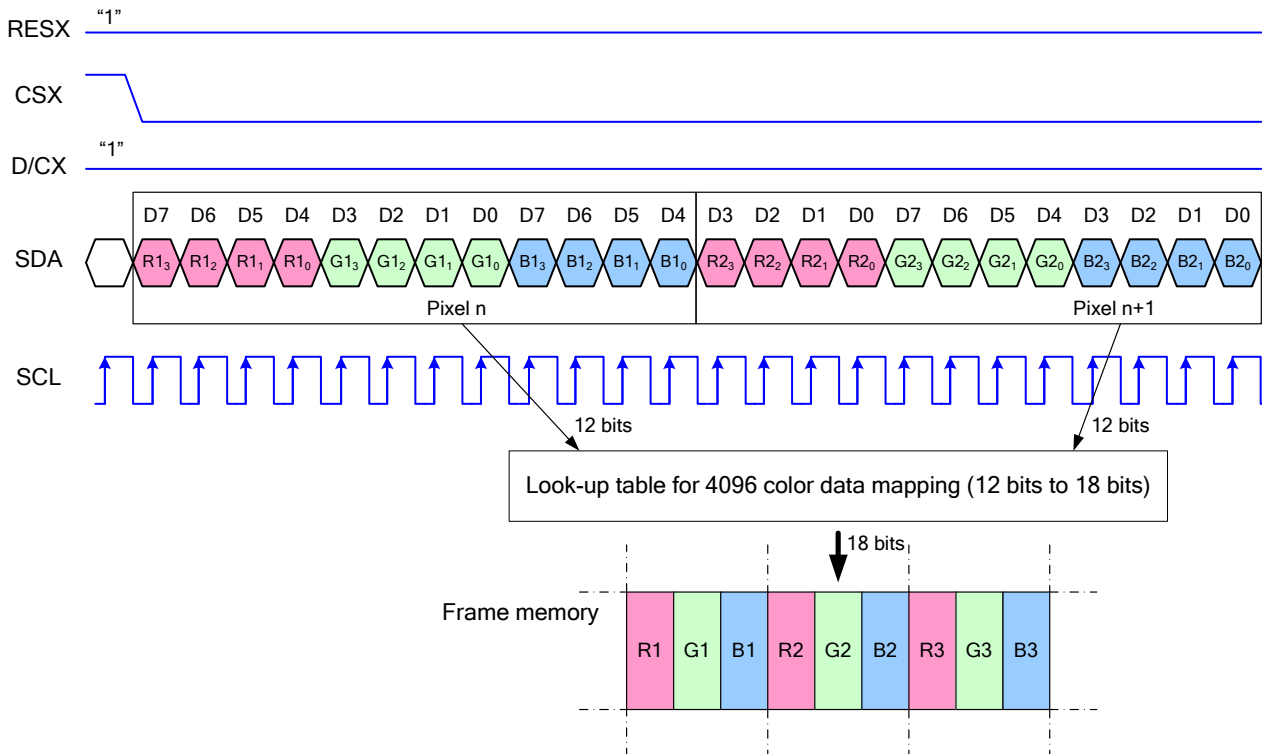 RESX “1”
CSX
D/CX “1”
D7 D6 D5 D4 D3 D2 D1 D0 D7 D6 D5 D4 D3 D2 D1 D0 D7 D6 D5 D4 D3 D2 D1 D0
SDA R1₃ R1₂ R1₁ R1₀ G1₃ G1₂ G1₁ G1₀ B1₃ B1₂ B1₁ B1₀ R2₃ R2₂ R2₁ R2₀ G2₃ G2₂ G2₁ G2₀ B2₃ B2₂ B2₁ B2₀
Pixel n Pixel n+1
SCL
12 bits 12 bits
Look-up table for 4096 color data mapping (12 bits to 18 bits)
18 bits
Frame memory
R1 G1 B1 R2 G2 B2 R3 G3 B3